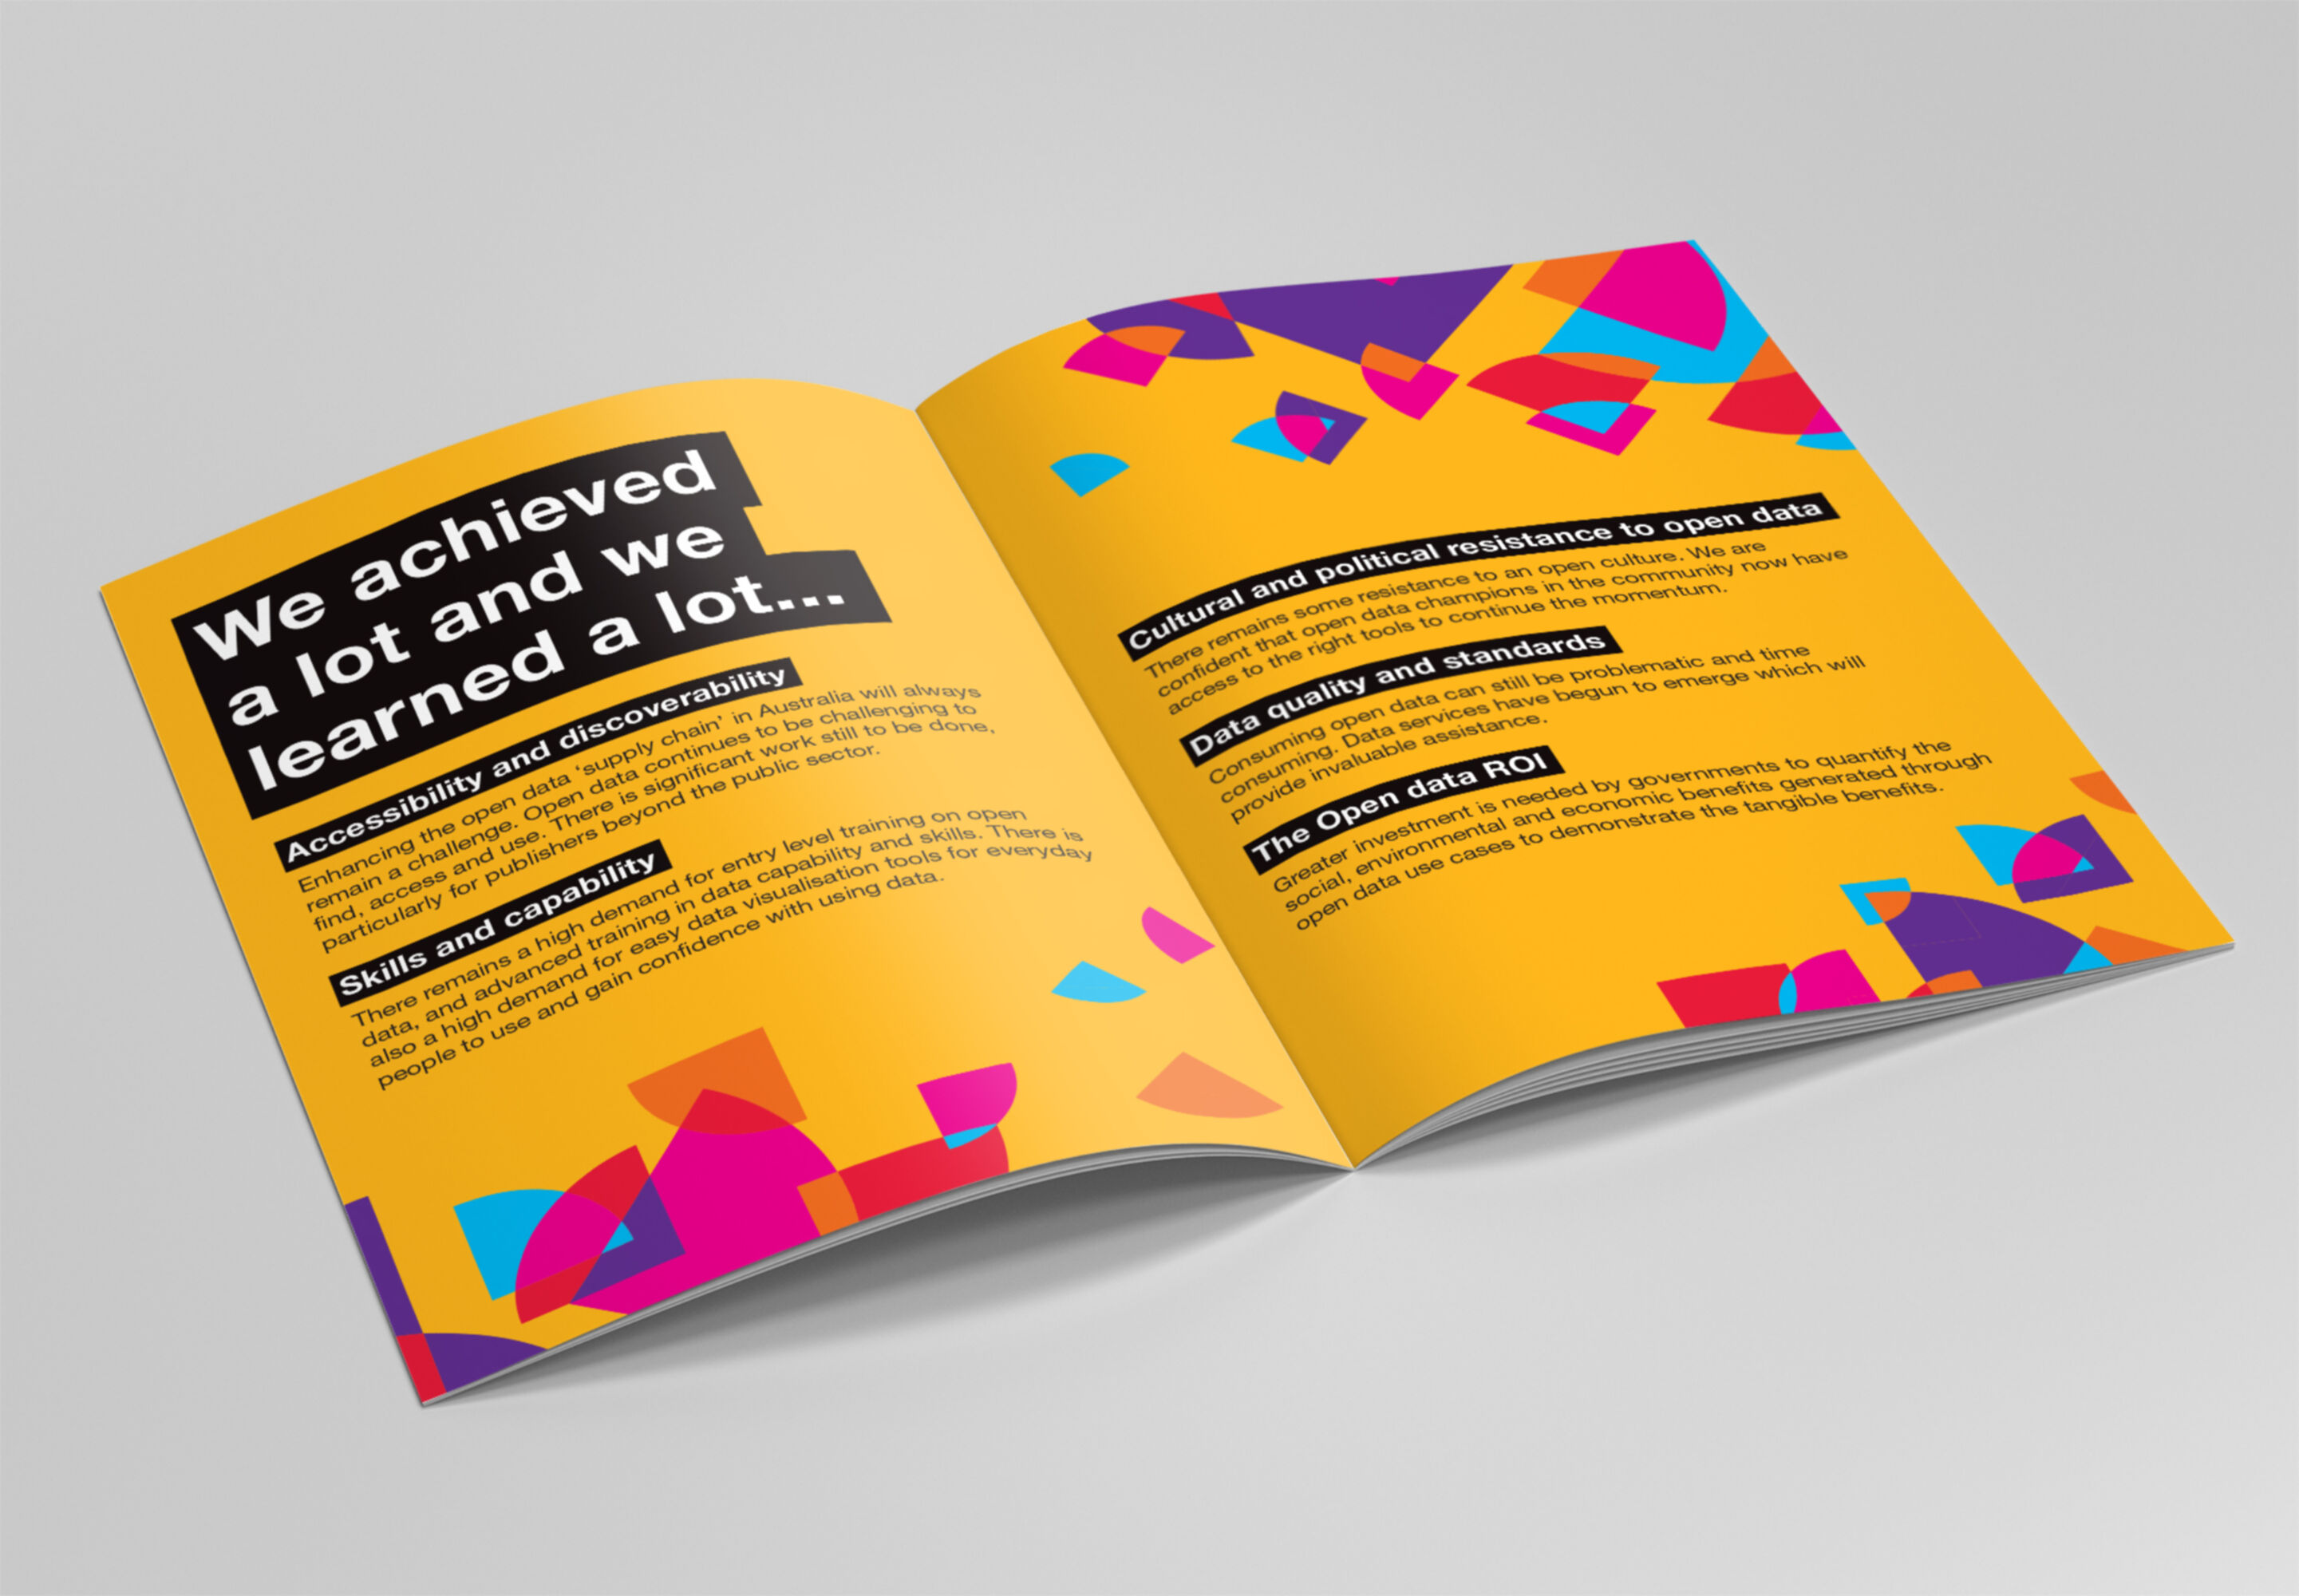 We achieved
a lot and we
learned a lot...
Accessibility and discoverability
Enhancing the open data ‘supply chain’ in Australia will always
remain a challenge. Open data continues to be challenging to
find, access and use. There is significant work still to be done,
particularly for publishers beyond the public sector.
Skills and capability
There remains a high demand for entry level training on open
data, and advanced training in data capability and skills. There is
also a high demand for easy data visualisation tools for everyday
people to use and gain confidence with using data.
Cultural and political resistance to open data
There remains some resistance to an open culture. We are
confident that open data champions in the community now have
access to the right tools to continue the momentum.
Data quality and standards
Consuming open data can still be problematic and time
consuming. Data services have begun to emerge which will
provide invaluable assistance.
The Open data ROI
Greater investment is needed by governments to quantify the
social, environmental and economic benefits generated through
open data use cases to demonstrate the tangible benefits.